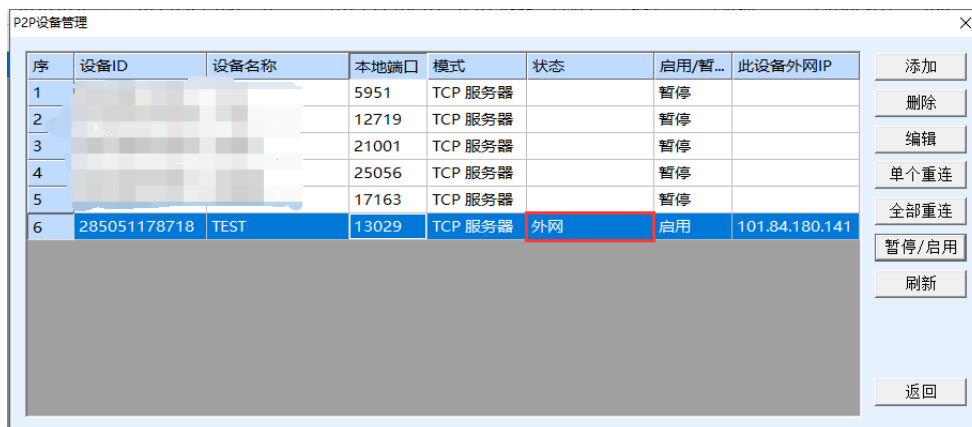 P2P设备管理
序 设备ID 设备名称 本地端口 模式 状态 启用/暂... 此设备外网IP
1 5951 TCP 服务器 暂停
2 12719 TCP 服务器 暂停
3 21001 TCP 服务器 暂停
4 25056 TCP 服务器 暂停
5 17163 TCP 服务器 暂停
6 285051178718 TEST 13029 TCP 服务器 外网 启用 101.84.180.141
添加
删除
编辑
单个重连
全部重连
暂停/启用
刷新
返回